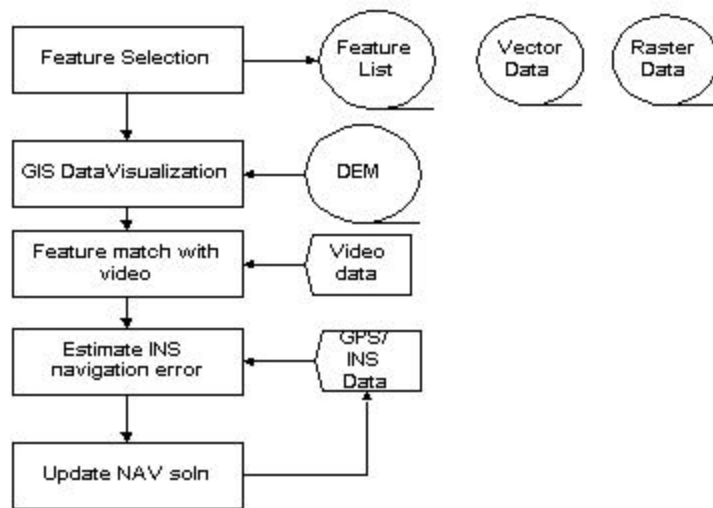 Feature Selection
Feature
List
Vector
Data
Raster
Data
GIS DataVisualization
DEM
Feature match with
video
Video
data
Estimate INS
navigation error
GPS/
INS
Data
Update NAV soln